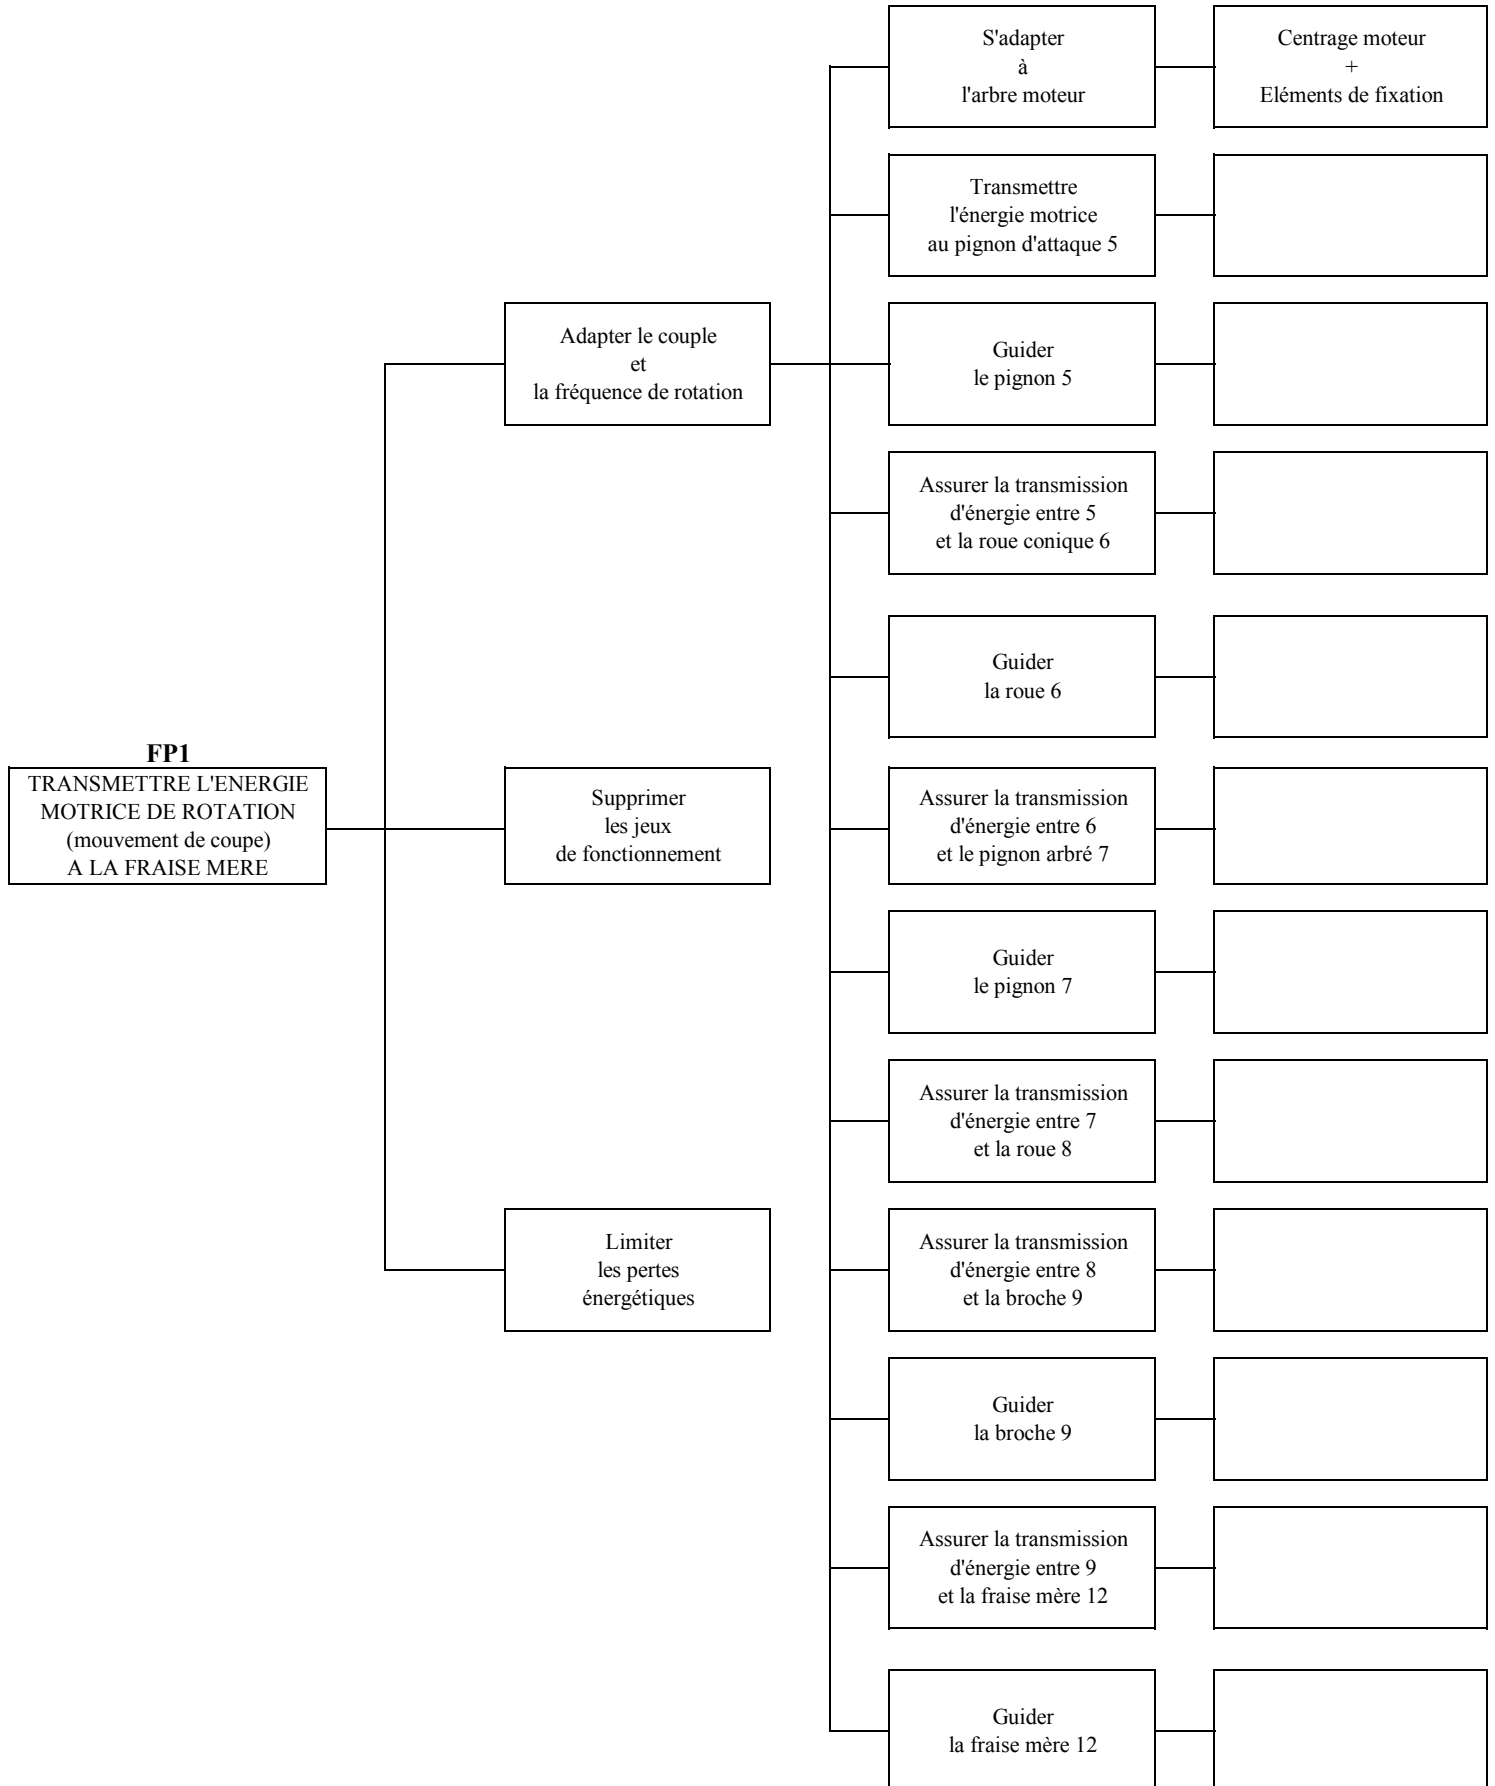 S'adapter
à
l'arbre moteur
Centrage moteur
+
Eléments de fixation
Transmettre
l'énergie motrice
au pignon d'attaque 5
Adapter le couple
et
la fréquence de rotation
Guider
le pignon 5
Assurer la transmission
d'énergie entre 5
et la roue conique 6
Guider
la roue 6
FP1
TRANSMETTRE L'ENERGIE
MOTRICE DE ROTATION
(mouvement de coupe)
A LA FRAISE MERE
Supprimer
les jeux
de fonctionnement
Assurer la transmission
d'énergie entre 6
et le pignon arbré 7
Guider
le pignon 7
Assurer la transmission
d'énergie entre 7
et la roue 8
Limiter
les pertes
énergétiques
Assurer la transmission
d'énergie entre 8
et la broche 9
Guider
la broche 9
Assurer la transmission
d'énergie entre 9
et la fraise mère 12
Guider
la fraise mère 12